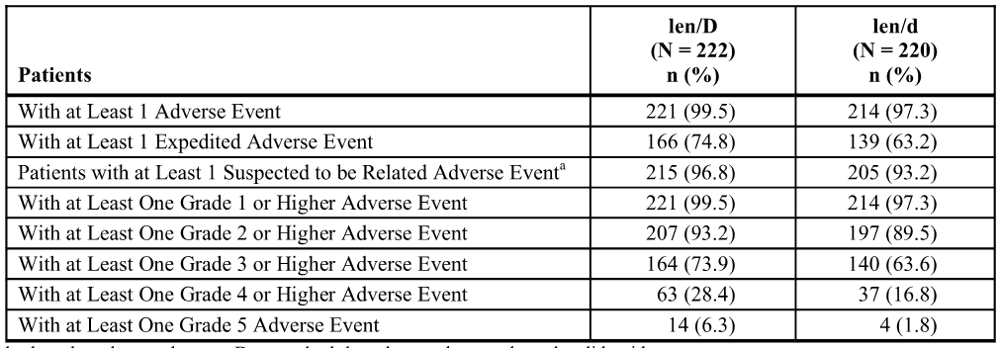 Patients len/D (N = 222) n (%) len/d (N = 220) n (%)
With at Least 1 Adverse Event 221 (99.5) 214 (97.3)
With at Least 1 Expedited Adverse Event 166 (74.8) 139 (63.2)
Patients with at Least 1 Suspected to be Related Adverse Eventᵃ 215 (96.8) 205 (93.2)
With at Least One Grade 1 or Higher Adverse Event 221 (99.5) 214 (97.3)
With at Least One Grade 2 or Higher Adverse Event 207 (93.2) 197 (89.5)
With at Least One Grade 3 or Higher Adverse Event 164 (73.9) 140 (63.6)
With at Least One Grade 4 or Higher Adverse Event 63 (28.4) 37 (16.8)
With at Least One Grade 5 Adverse Event 14 (6.3) 4 (1.8)